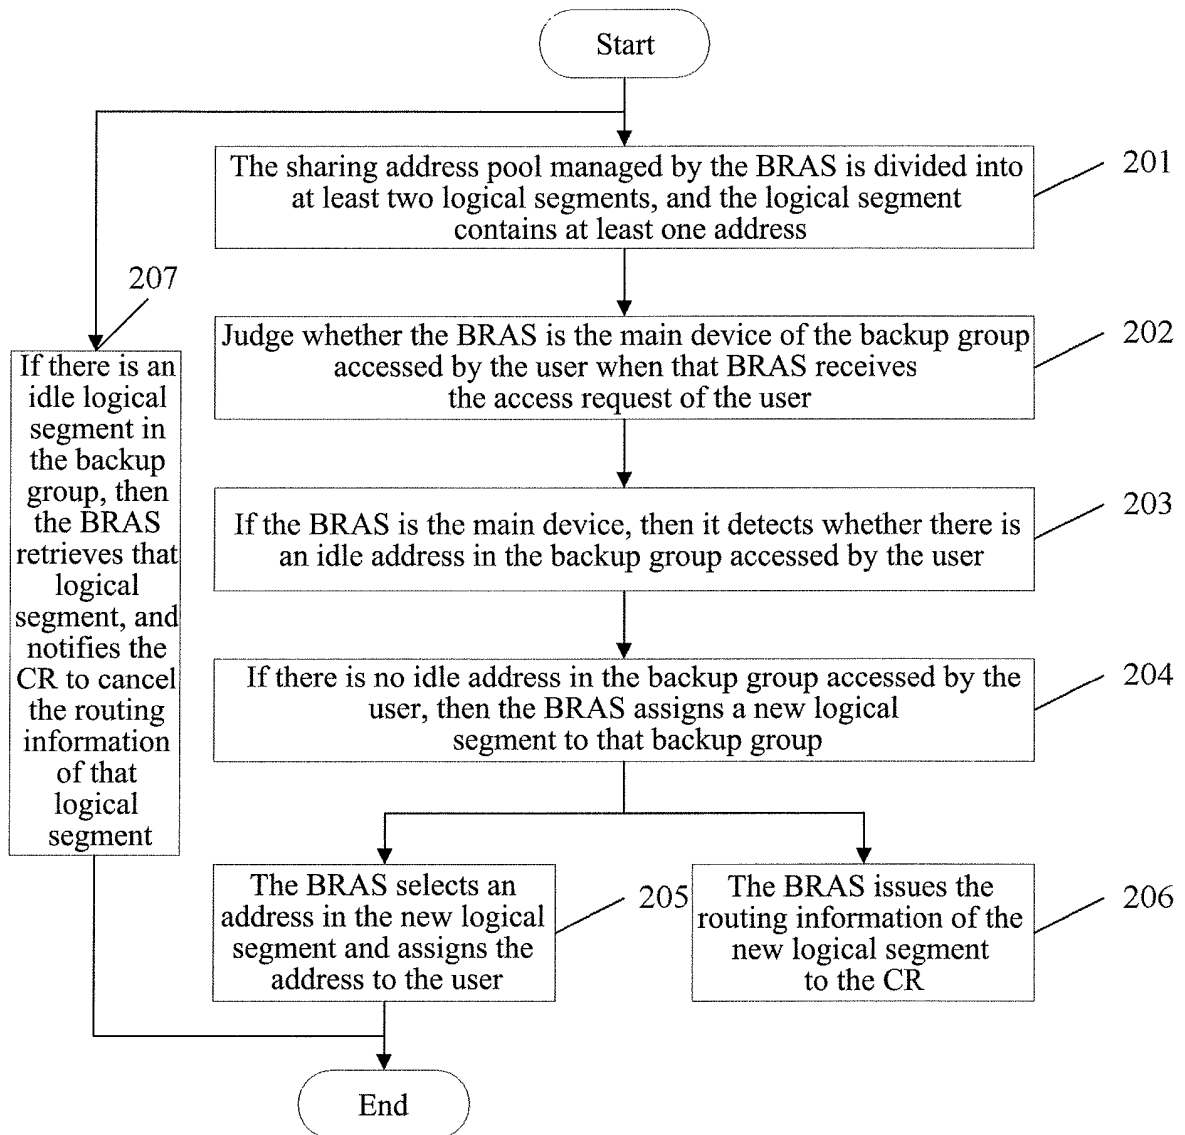 Start
The sharing address pool managed by the BRAS is divided into
at least two logical segments, and the logical segment
contains at least one address
201
207
Judge whether the BRAS is the main device of the backup group
accessed by the user when that BRAS receives
the access request of the user
202
If there is an
idle logical
segment in
the backup
group, then
the BRAS
retrieves that
logical
segment, and
notifies the
CR to cancel
the routing
information
of that
logical
segment
If the BRAS is the main device, then it detects whether there is
an idle address in the backup group accessed by the user
203
If there is no idle address in the backup group accessed by the
user, then the BRAS assigns a new logical
segment to that backup group
204
The BRAS selects an
address in the new logical
segment and assigns the
address to the user
205
The BRAS issues the
routing information of the
new logical segment
to the CR
206
End